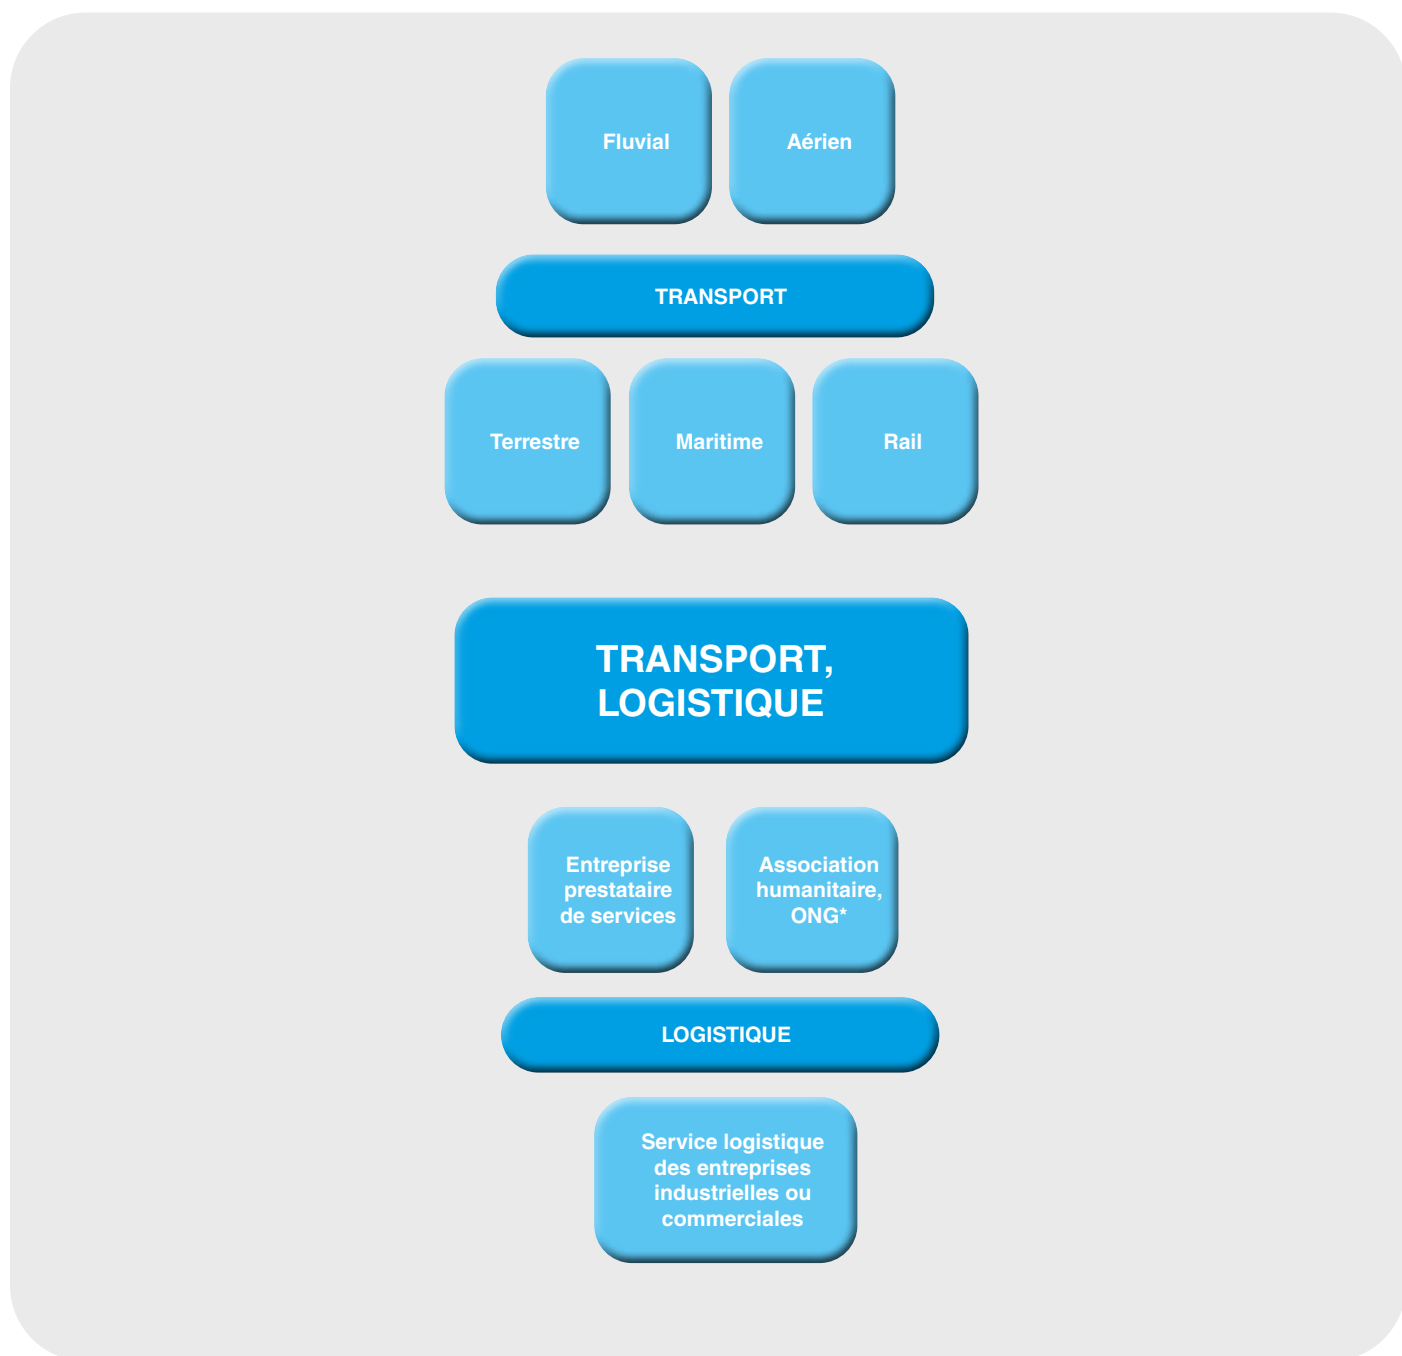 Fluvial
Aérien
TRANSPORT
Terrestre
Maritime
Rail
TRANSPORT,
LOGISTIQUE
Entreprise
prestataire
de services
Association
humanitaire,
ONG*
LOGISTIQUE
Service logistique
des entreprises
industrielles ou
commerciales